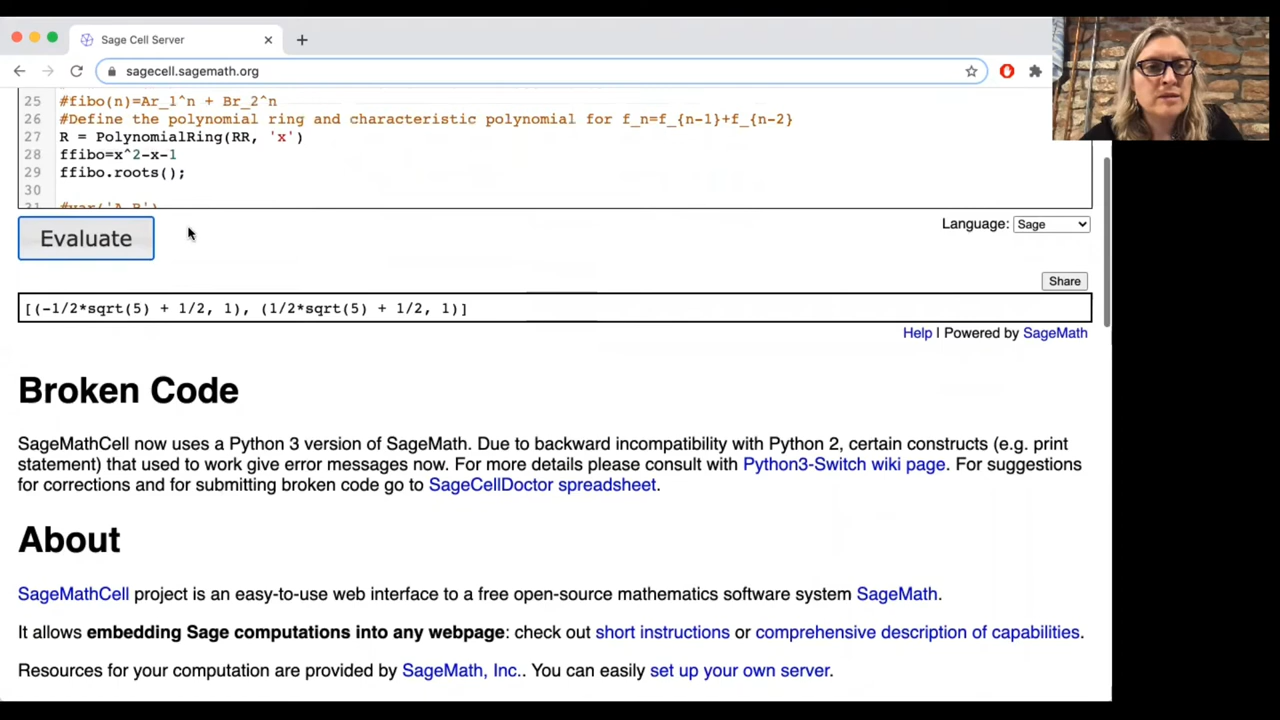 Sage Cell Server
sagecell.sagemath.org
25 #fibo(n)=Ar_1^n + Br_2^n
26 #Define the polynomial ring and characteristic polynomial for f_n=f_{n-1}+f_{n-2}
27 R = PolynomialRing(RR, 'x')
28 ffibo=x^2-x-1
29 ffibo.roots();
30
31 #var('A,B')
Evaluate
Language: Sage
Share
[(-1/2*sqrt(5) + 1/2, 1), (1/2*sqrt(5) + 1/2, 1)]
Help | Powered by SageMath
Broken Code
SageMathCell now uses a Python 3 version of SageMath. Due to backward incompatibility with Python 2, certain constructs (e.g. print
statement) that used to work give error messages now. For more details please consult with Python3-Switch wiki page. For suggestions
for corrections and for submitting broken code go to SageCellDoctor spreadsheet.
About
SageMathCell project is an easy-to-use web interface to a free open-source mathematics software system SageMath.
It allows embedding Sage computations into any webpage: check out short instructions or comprehensive description of capabilities.
Resources for your computation are provided by SageMath, Inc.. You can easily set up your own server.